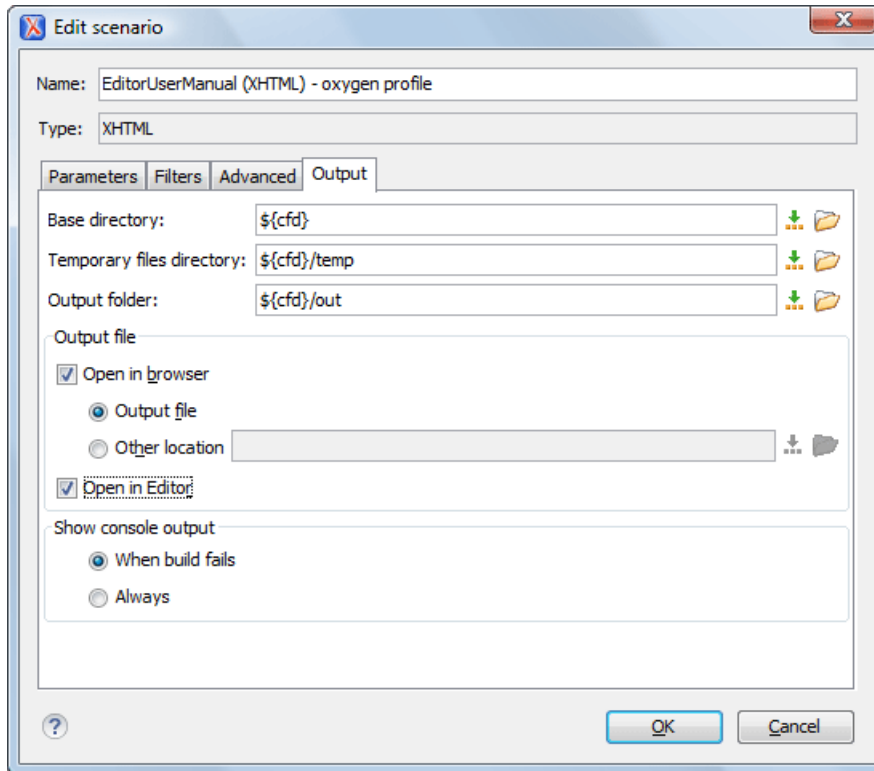 Edit scenario
Name: EditorUserManual (XHTML) - oxygen profile
Type: XHTML
Parameters Filters Advanced Output
Base directory: ${cfd}
Temporary files directory: ${cfd}/temp
Output folder: ${cfd}/out
Output file
Open in browser
Output file
Other location
Open in Editor
Show console output
When build fails
Always
? OK Cancel